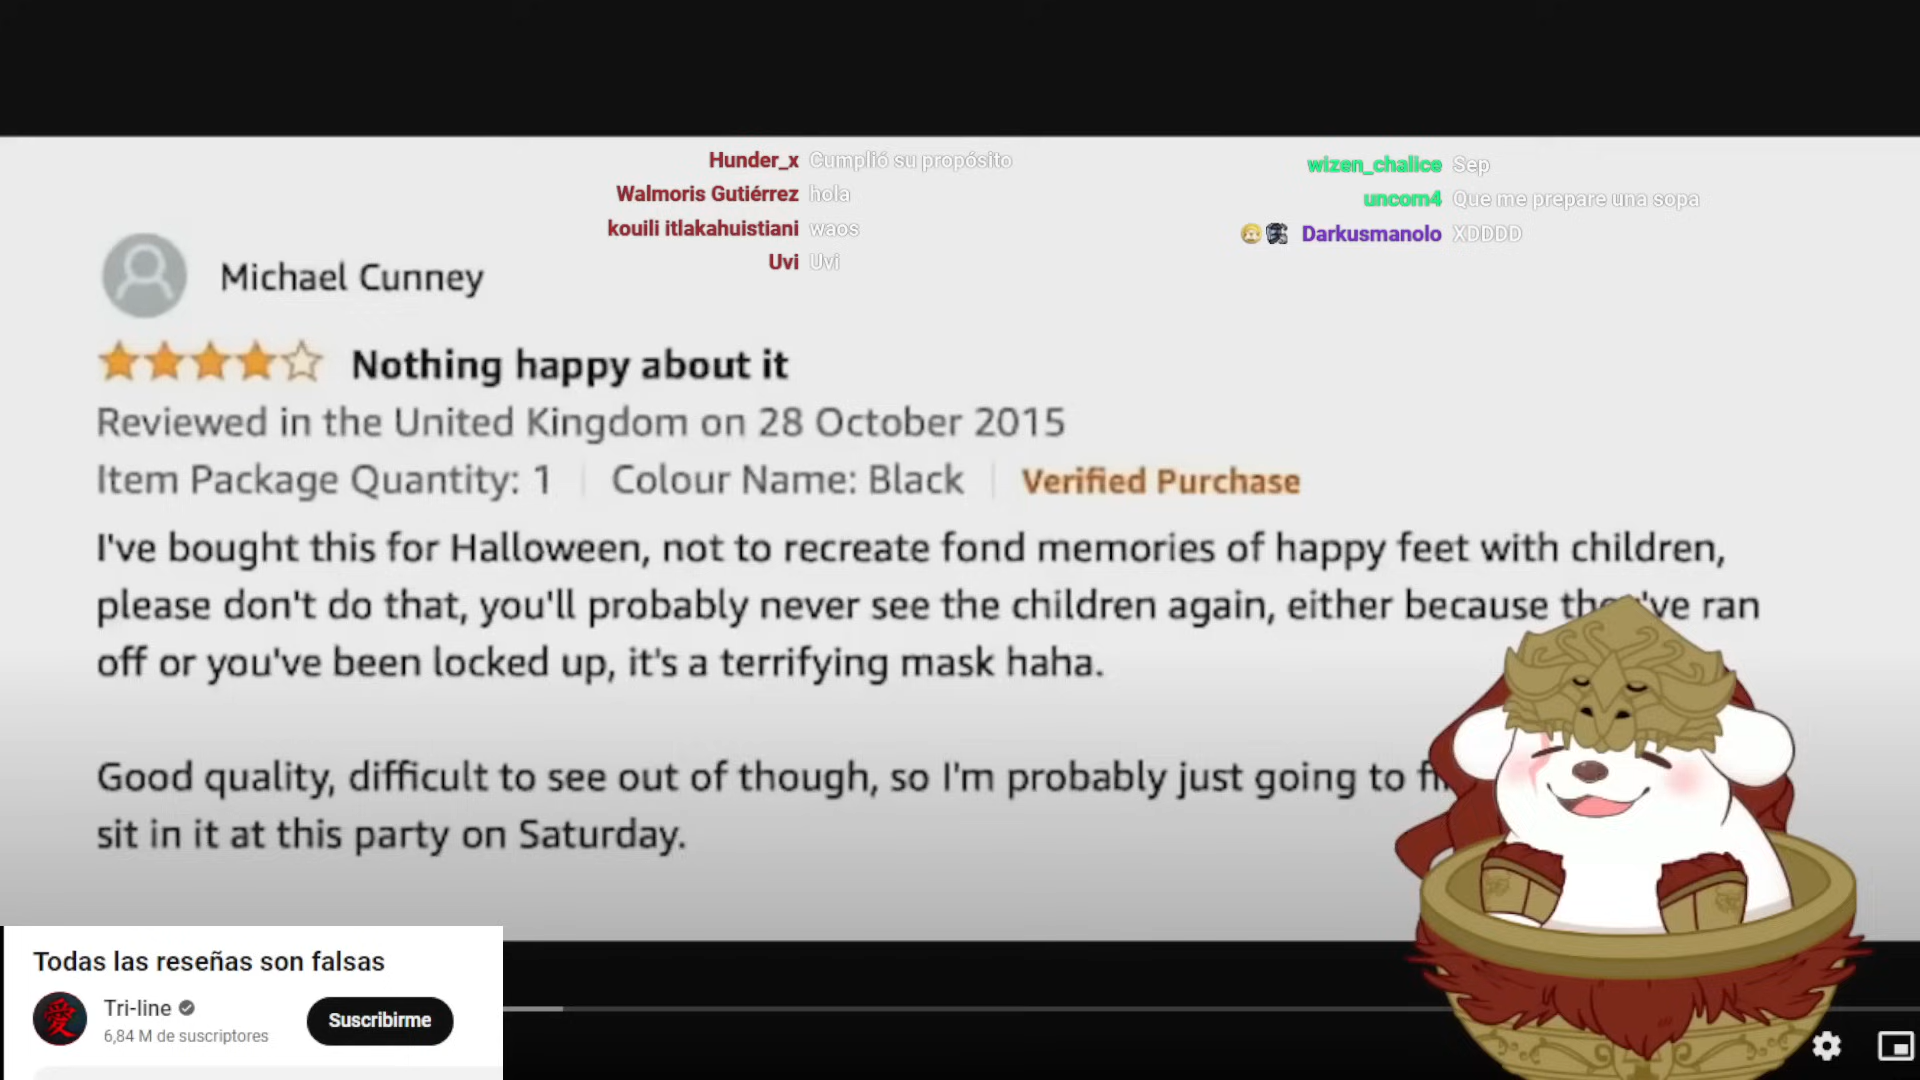 Hunder_x Cumplió su propósito
Walmoris Gutiérrez hola
kouili itlakahuistiani waos
Uvi Uvi
wizen_chalice Sep
uncom4 Que me prepare una sopa
Darkusmanolo XDDDD
Michael Cunney
Nothing happy about it
Reviewed in the United Kingdom on 28 October 2015
Item Package Quantity: 1 | Colour Name: Black | Verified Purchase
I've bought this for Halloween, not to recreate fond memories of happy feet with children,
please don't do that, you'll probably never see the children again, either because they've ran
off or you've been locked up, it's a terrifying mask haha.
Good quality, difficult to see out of though, so I'm probably just going to
sit in it at this party on Saturday.
Todas las reseñas son falsas
愛
Tri-line
6,84 M de suscriptores
Suscribirme